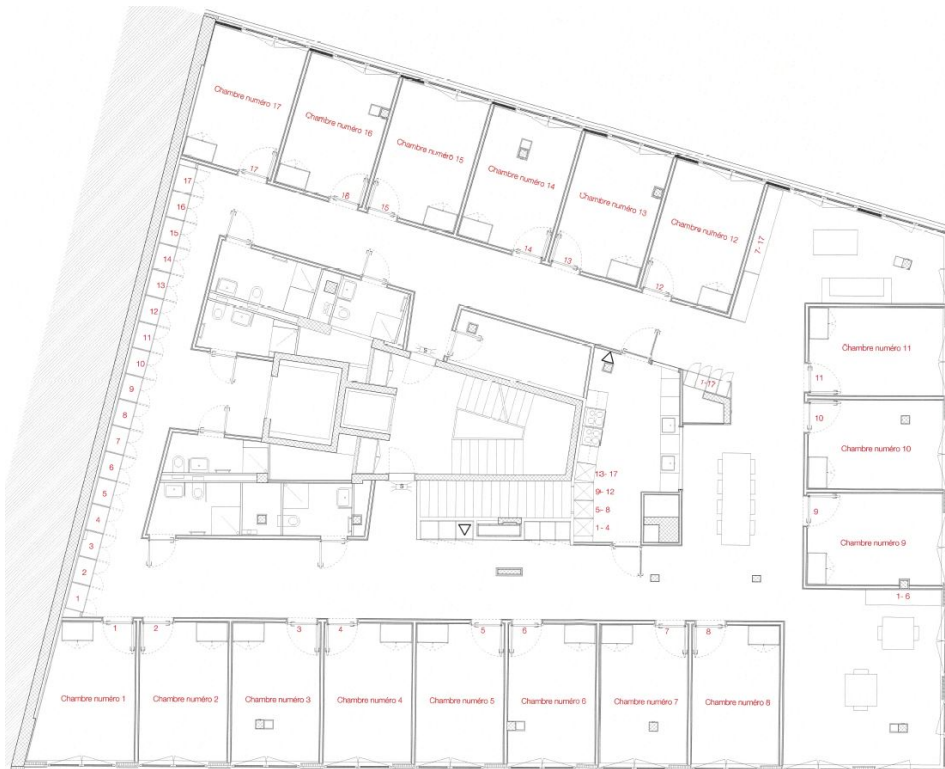 Chambre numéro 17
Chambre numéro 16
Chambre numéro 15
Chambre numéro 14
Chambre numéro 13
Chambre numéro 12
17
16
15
14
13
12
7- 17
17
16
15
14
13
12
11
10
9
8
7
6
5
4
3
2
1
Chambre numéro 11
11
1-17
10
Chambre numéro 10
13- 17
9- 12
5- 8
1- 4
9
Chambre numéro 9
1- 6
1
2
3
4
5
6
7
8
Chambre numéro 1
Chambre numéro 2
Chambre numéro 3
Chambre numéro 4
Chambre numéro 5
Chambre numéro 6
Chambre numéro 7
Chambre numéro 8